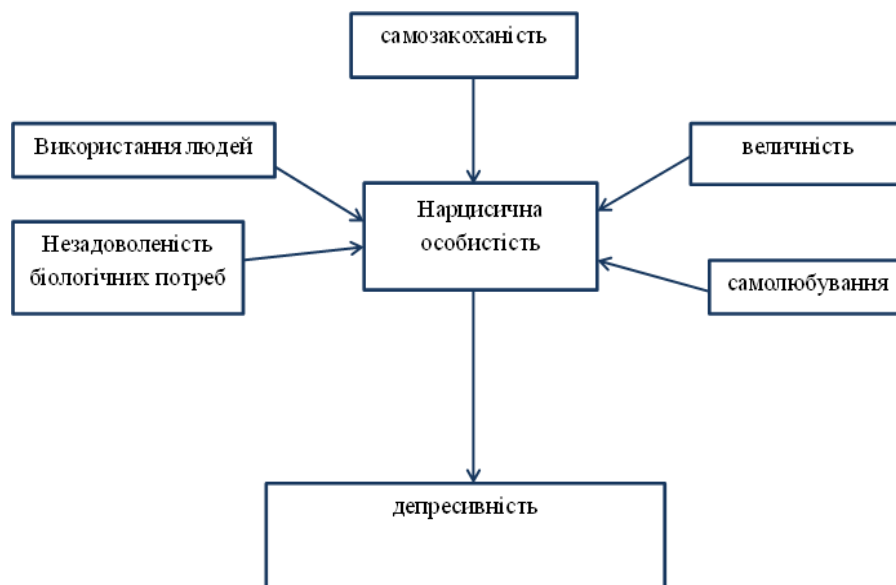 самозакоханість
Використання людей
величність
Нарцисична
особистість
Незадоволеність
біологічних потреб
самолюбування
депресивність